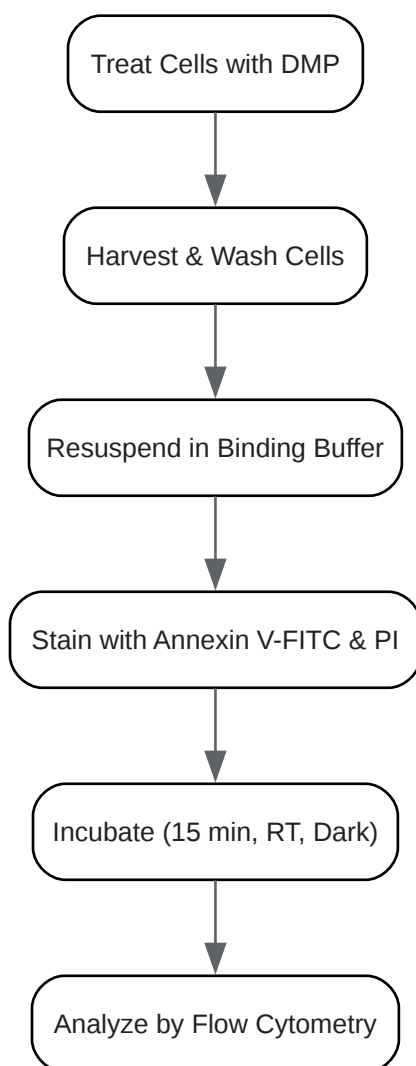 Treat Cells with DMP
Harvest & Wash Cells
Resuspend in Binding Buffer
Stain with Annexin V-FITC & PI
Incubate (15 min, RT, Dark)
Analyze by Flow Cytometry